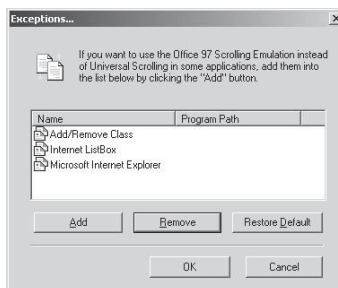 Exceptions...
If you want to use the Office 97 Scrolling Emulation instead
of Universal Scrolling in some applications, add them into
the list below by clicking the "Add" button.
Name Program Path
Add/Remove Class
Internet ListBox
Microsoft Internet Explorer
Add Remove Restore Default
OK Cancel